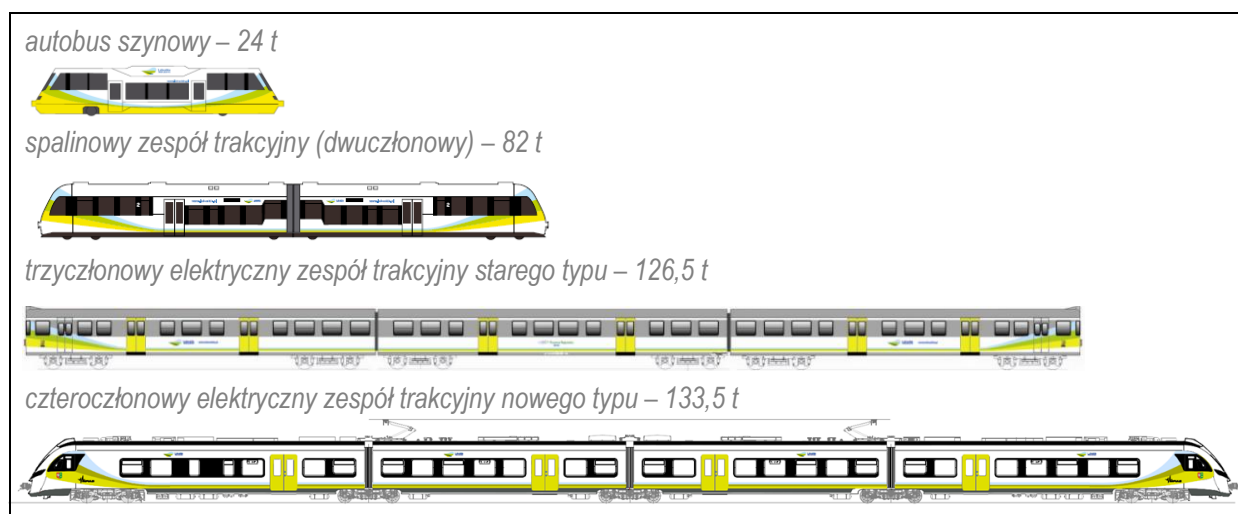 autobus szynowy – 24 t
spalinowy zespół trakcyjny (dwuczłonowy) – 82 t
trzyczłonowy elektryczny zespół trakcyjny starego typu – 126,5 t
czteroczłonowy elektryczny zespół trakcyjny nowego typu – 133,5 t